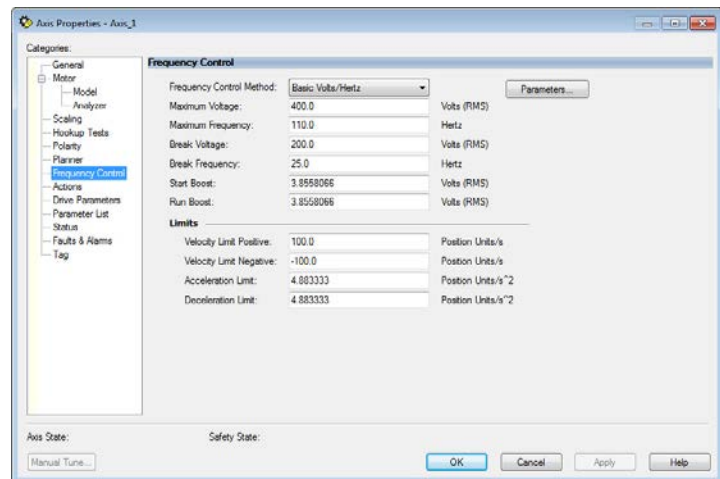 Axis Properties - Axis_1
Categories:
General
Motor
Model
Analyzer
Scaling
Hookup Tests
Polarity
Planner
Frequency Control
Actions
Drive Parameters
Parameter List
Status
Faults & Alarms
Tag
Frequency Control
Frequency Control Method: Basic Volts/Hertz Parameters...
Maximum Voltage: 400.0 Volts (RMS)
Maximum Frequency: 110.0 Hertz
Break Voltage: 200.0 Volts (RMS)
Break Frequency: 25.0 Hertz
Start Boost: 3.8558066 Volts (RMS)
Run Boost: 3.8558066 Volts (RMS)
Limits
Velocity Limit Positive: 100.0 Position Units/s
Velocity Limit Negative: -100.0 Position Units/s
Acceleration Limit: 4.883333 Position Units/s^2
Deceleration Limit: 4.883333 Position Units/s^2
Axis State: Safety State:
Manual Tune... OK Cancel Apply Help